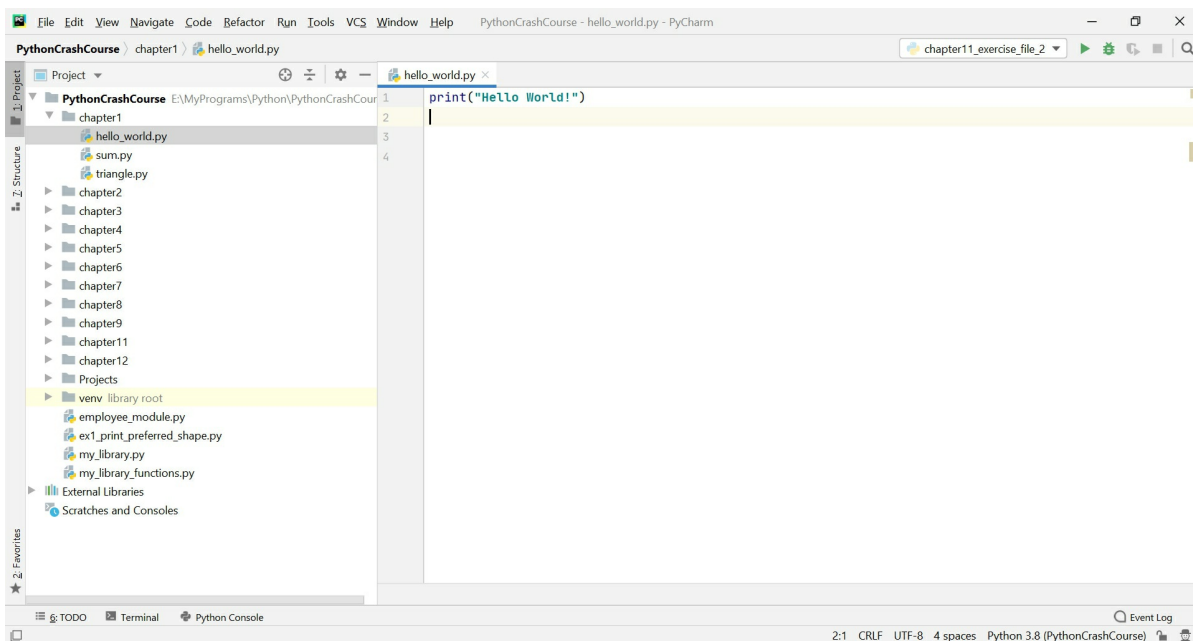 PC File Edit View Navigate Code Refactor Run Tools VCS Window Help PythonCrashCourse - hello_world.py - PyCharm
PythonCrashCourse chapter1 hello_world.py chapter11_exercise_file_2
1: Project
Project
hello_world.py
PythonCrashCourse E:\MyPrograms\Python\PythonCrashCour
chapter1
hello_world.py
sum.py
triangle.py
chapter2
chapter3
chapter4
chapter5
chapter6
chapter7
chapter8
chapter9
chapter11
chapter12
Projects
venv library root
employee_module.py
ex1_print_preferred_shape.py
my_library.py
my_library_functions.py
External Libraries
Scratches and Consoles
7: Structure
2: Favorites
1 print("Hello World!")
2
3
4
6: TODO Terminal Python Console Event Log
2:1 CRLF UTF-8 4 spaces Python 3.8 (PythonCrashCourse)